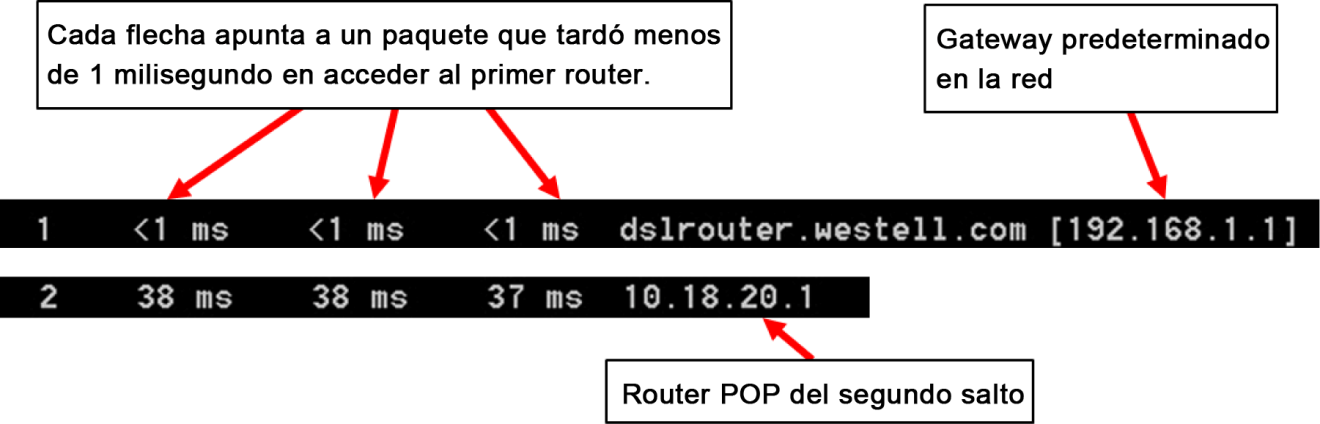 Cada flecha apunta a un paquete que tardó menos
de 1 milisegundo en acceder al primer router.
Gateway predeterminado
en la red
1 <1 ms <1 ms <1 ms dslrouter.westell.com [192.168.1.1]
2 38 ms 38 ms 37 ms 10.18.20.1
Router POP del segundo salto